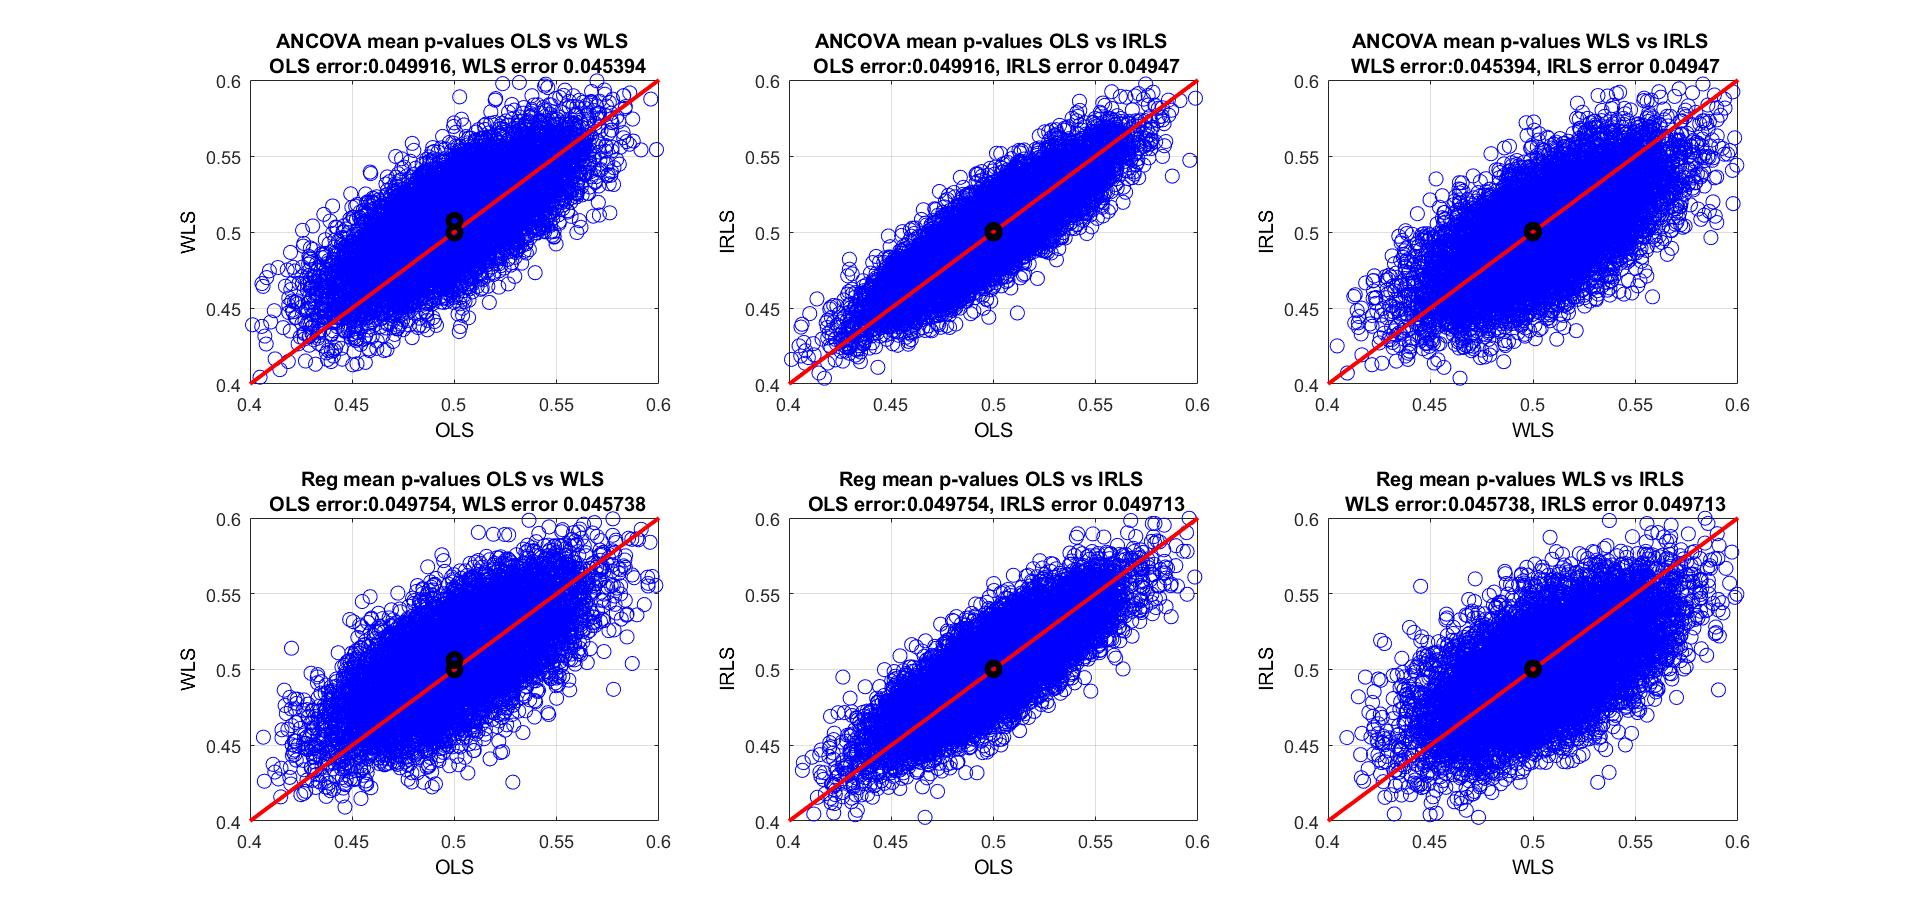 ANCOVA mean p-values OLS vs WLS
OLS error:0.049916, WLS error 0.045394
0.6
0.55
0.5
0.45
0.4
WLS
0.4 0.45 0.5 0.55 0.6
OLS
ANCOVA mean p-values OLS vs IRLS
OLS error:0.049916, IRLS error 0.04947
0.6
0.55
0.5
0.45
0.4
IRLS
0.4 0.45 0.5 0.55 0.6
OLS
ANCOVA mean p-values WLS vs IRLS
WLS error:0.045394, IRLS error 0.04947
0.6
0.55
0.5
0.45
0.4
IRLS
0.4 0.45 0.5 0.55 0.6
WLS
Reg mean p-values OLS vs WLS
OLS error:0.049754, WLS error 0.045738
0.6
0.55
0.5
0.45
0.4
WLS
0.4 0.45 0.5 0.55 0.6
OLS
Reg mean p-values OLS vs IRLS
OLS error:0.049754, IRLS error 0.049713
0.6
0.55
0.5
0.45
0.4
IRLS
0.4 0.45 0.5 0.55 0.6
OLS
Reg mean p-values WLS vs IRLS
WLS error:0.045738, IRLS error 0.049713
0.6
0.55
0.5
0.45
0.4
IRLS
0.4 0.45 0.5 0.55 0.6
WLS